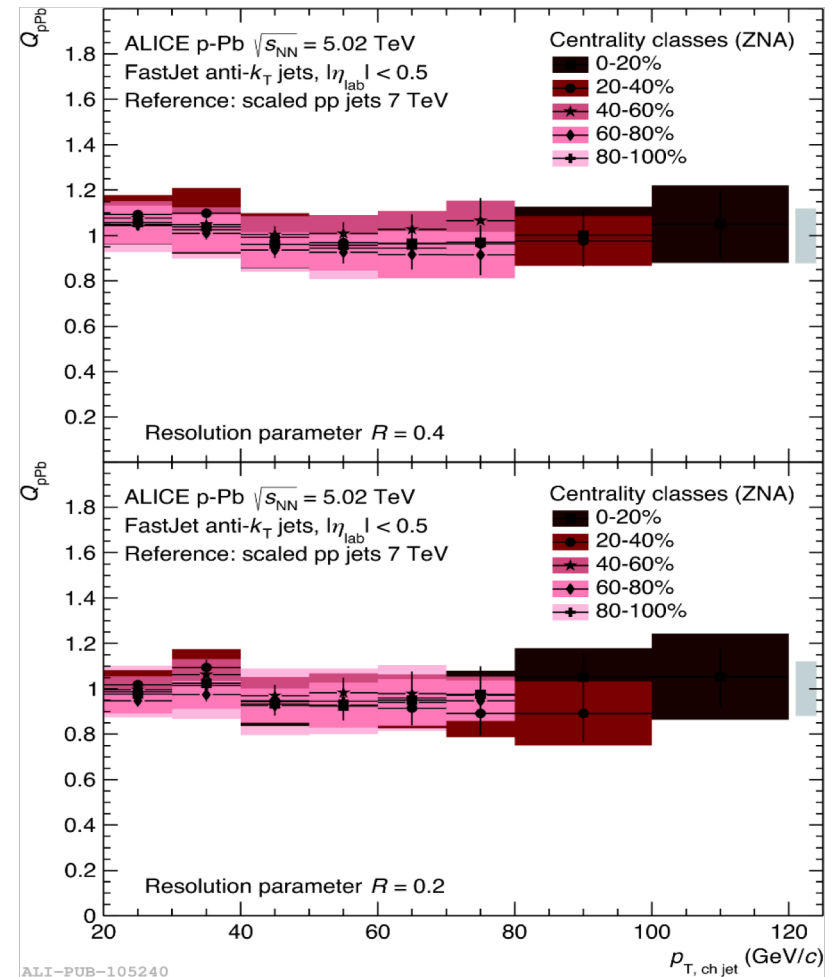 Q_pPb
2
1.8
1.6
1.4
1.2
1
0.8
0.6
0.4
0.2
ALICE p-Pb √s_NN = 5.02 TeV
FastJet anti-k_T jets, |η_lab| < 0.5
Reference: scaled pp jets 7 TeV
Centrality classes (ZNA)
0-20%
20-40%
40-60%
60-80%
80-100%
Resolution parameter R = 0.4
Q_pPb
1.8
1.6
1.4
1.2
1
0.8
0.6
0.4
0.2
0
ALICE p-Pb √s_NN = 5.02 TeV
FastJet anti-k_T jets, |η_lab| < 0.5
Reference: scaled pp jets 7 TeV
Centrality classes (ZNA)
0-20%
20-40%
40-60%
60-80%
80-100%
Resolution parameter R = 0.2
20 40 60 80 100 120
p_T, ch jet (GeV/c)
ALI-PUB-105240